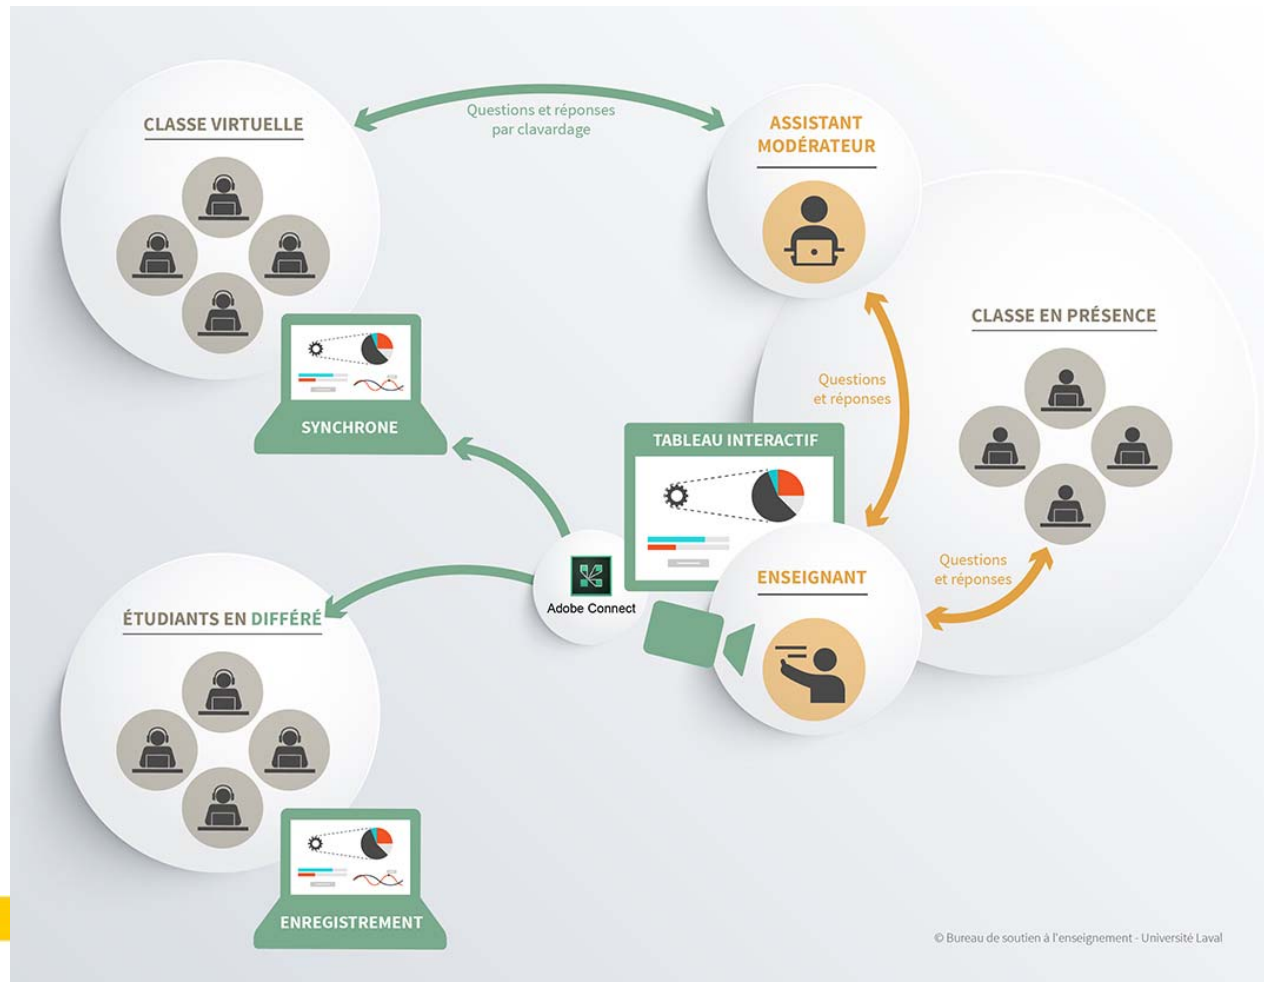 CLASSE VIRTUELLE
Questions et réponses
par clavardage
ASSISTANT
MODÉRATEUR
CLASSE EN PRÉSENCE
Questions
et réponses
SYNCHRONE
TABLEAU INTERACTIF
Adobe Connect
ENSEIGNANT
Questions
et réponses
ÉTUDIANTS EN DIFFÉRÉ
ENREGISTREMENT
© Bureau de soutien à l'enseignement - Université Laval